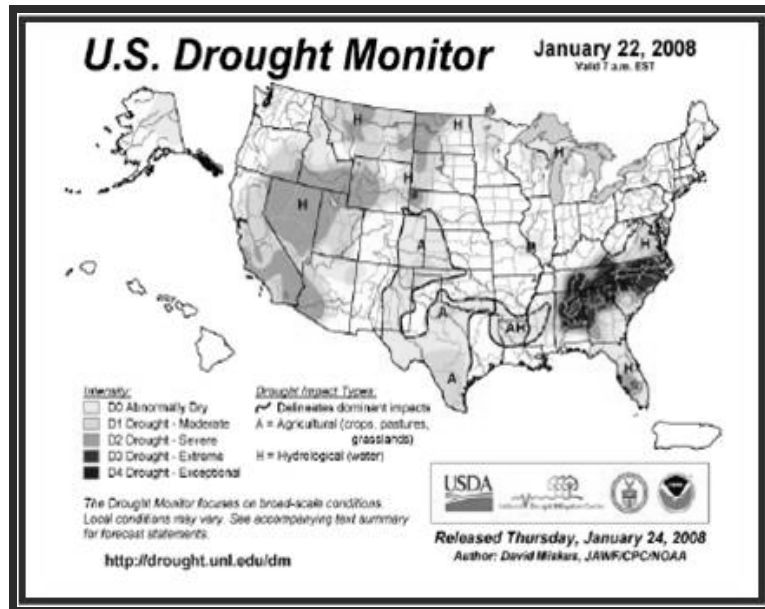 U.S. Drought Monitor
January 22, 2008
Valid 7 a.m. EST
H
H
H
H
H
A
H
H
A
AH
A
H
Intensity:
D0 Abnormally Dry
D1 Drought - Moderate
D2 Drought - Severe
D3 Drought - Extreme
D4 Drought - Exceptional
Drought Impact Types:
Delineates dominant impacts
A = Agricultural (crops, pastures,
grasslands)
H = Hydrological (water)
The Drought Monitor focuses on broad-scale conditions.
Local conditions may vary. See accompanying text summary
for forecast statements.
http://drought.unl.edu/dm
USDA
Released Thursday, January 24, 2008
Author: David Miskus, JAWF/CPC/NOAA